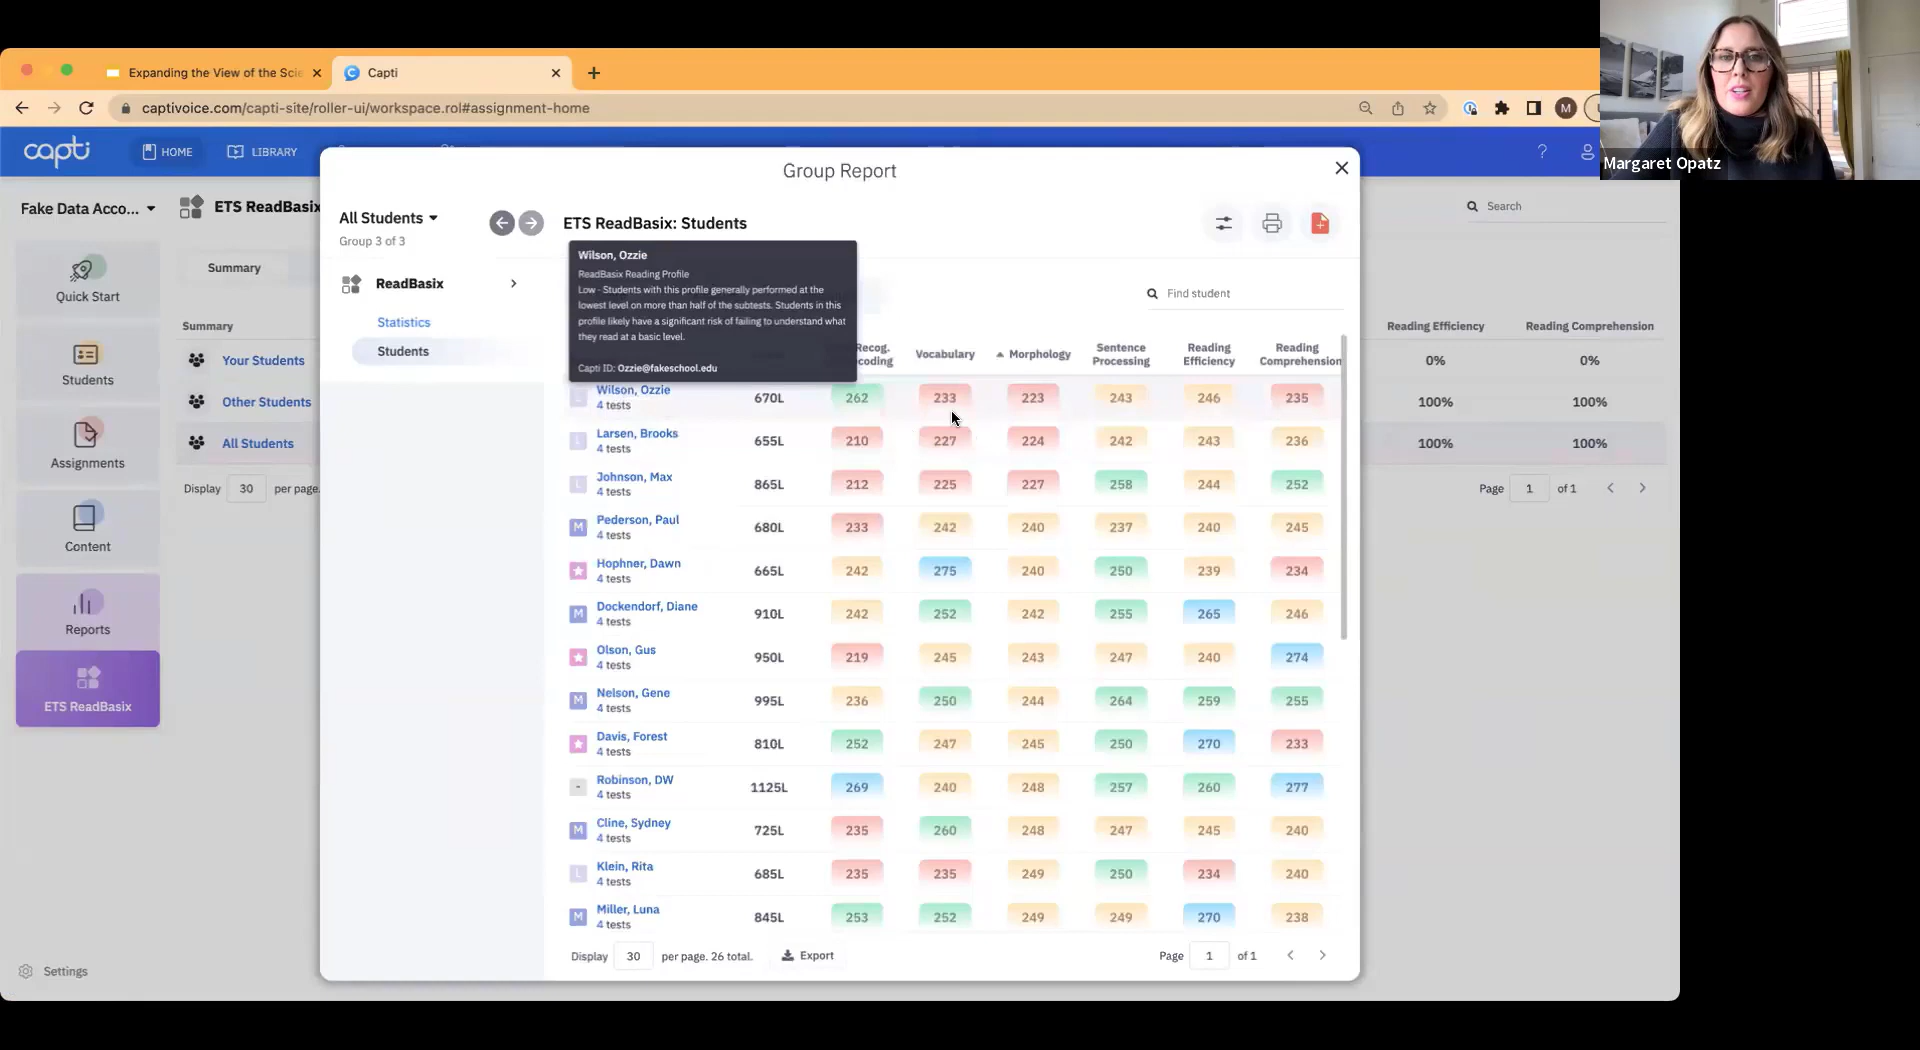 Expanding the View of the Scie
Capti
captivoice.com/capti-site/roller-ui/workspace.rol#assignment-home
M
Margaret Opatz
capti
HOME
LIBRARY
?
Fake Data Acco...
ETS ReadBasix
Search
Quick Start
Students
Assignments
Content
Reports
ETS ReadBasix
Settings
Summary
Summary
Your Students
Other Students
All Students
Display 30 per page.
Reading Efficiency Reading Comprehension
0% 0%
100% 100%
100% 100%
Page 1 of 1
Group Report
All Students
Group 3 of 3
ReadBasix
Statistics
Students
ETS ReadBasix: Students
Wilson, Ozzie
ReadBasix Reading Profile
Low - Students with this profile generally performed at the
lowest level on more than half of the subtests. Students in this
profile likely have a significant risk of failing to understand what
they read at a basic level.
Capti ID: Ozzie@fakeschool.edu
Find student
Recog.
coding
Vocabulary
Morphology
Sentence
Processing
Reading
Efficiency
Reading
Comprehension
L Wilson, Ozzie 670L 262 233 223 243 246 235
4 tests
L Larsen, Brooks 655L 210 227 224 242 243 236
4 tests
L Johnson, Max 865L 212 225 227 258 244 252
4 tests
M Pederson, Paul 680L 233 242 240 237 240 245
4 tests
Hophner, Dawn 665L 242 275 240 250 239 234
4 tests
M Dockendorf, Diane 910L 242 252 242 255 265 246
4 tests
Olson, Gus 950L 219 245 243 247 240 274
4 tests
M Nelson, Gene 995L 236 250 244 264 259 255
4 tests
Davis, Forest 810L 252 247 245 250 270 233
4 tests
- Robinson, DW 1125L 269 240 248 257 260 277
4 tests
M Cline, Sydney 725L 235 260 248 247 245 240
4 tests
L Klein, Rita 685L 235 235 249 250 234 240
4 tests
M Miller, Luna 845L 253 252 249 249 270 238
4 tests
Display 30 per page. 26 total.
Export
Page 1 of 1